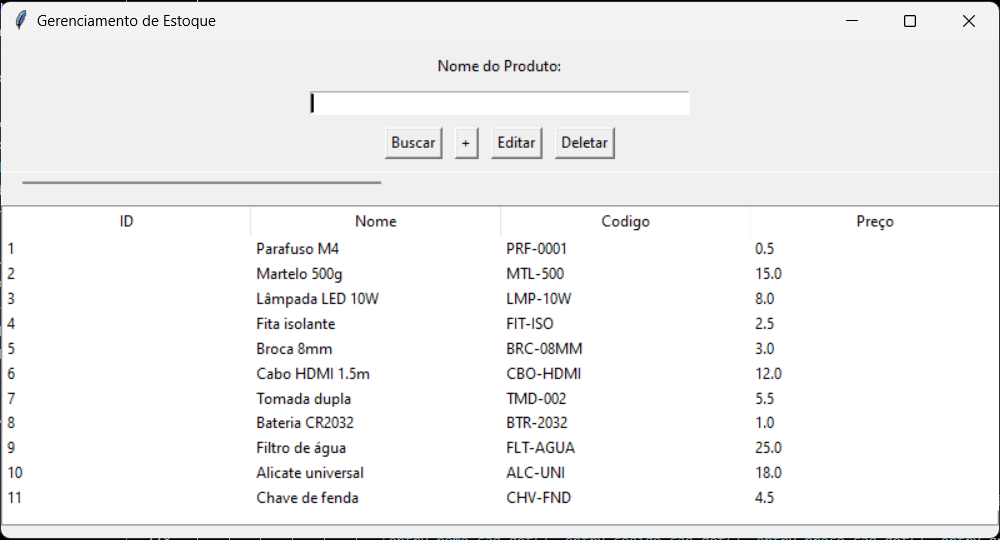 Gerenciamento de Estoque
Nome do Produto:
Buscar + Editar Deletar
ID Nome Codigo Preço
1 Parafuso M4 PRF-0001 0.5
2 Martelo 500g MTL-500 15.0
3 Lâmpada LED 10W LMP-10W 8.0
4 Fita isolante FIT-ISO 2.5
5 Broca 8mm BRC-08MM 3.0
6 Cabo HDMI 1.5m CBO-HDMI 12.0
7 Tomada dupla TMD-002 5.5
8 Bateria CR2032 BTR-2032 1.0
9 Filtro de água FLT-AGUA 25.0
10 Alicate universal ALC-UNI 18.0
11 Chave de fenda CHV-FND 4.5